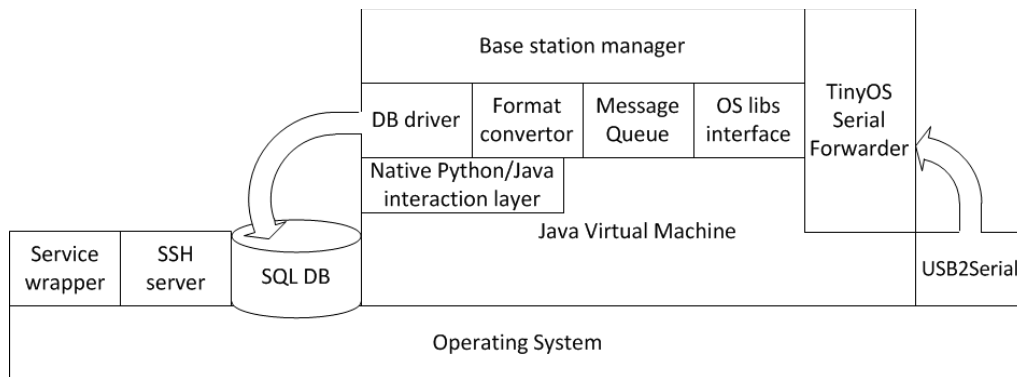 Base station manager
DB driver
Format
convertor
Message
Queue
OS libs
interface
TinyOS
Serial
Forwarder
Native Python/Java
interaction layer
Java Virtual Machine
Service
wrapper
SSH
server
SQL DB
USB2Serial
Operating System